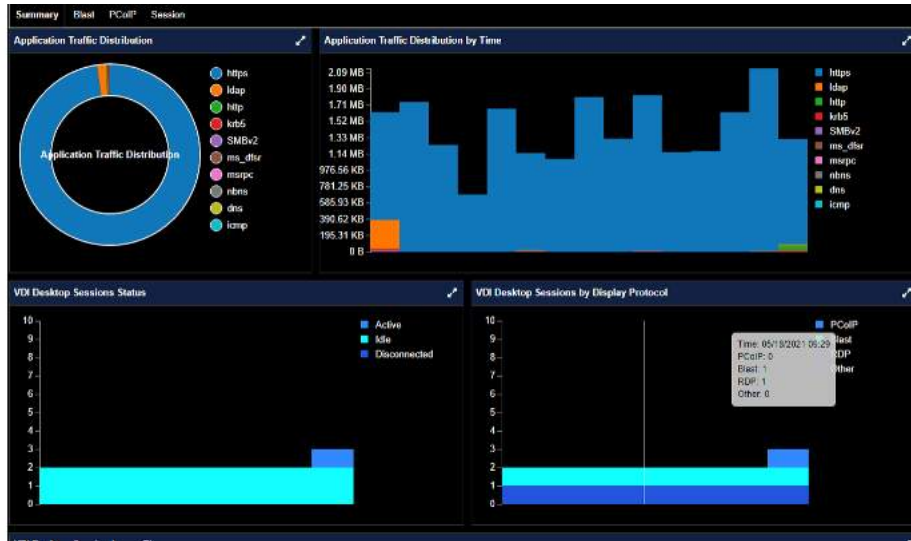 Summary Blast PCoIP Session
Application Traffic Distribution
https
ldap
http
krb5
SMBv2
ms_dfsr
msrpc
nbns
dns
icmp
Application Traffic Distribution
Application Traffic Distribution by Time
2.09 MB
1.90 MB
1.71 MB
1.52 MB
1.33 MB
1.14 MB
976.56 KB
781.25 KB
585.93 KB
390.62 KB
195.31 KB
0 B
https
ldap
http
krb5
SMBv2
ms_dfsr
msrpc
nbns
dns
icmp
VDI Desktop Sessions Status
10
9
8
7
6
5
4
3
2
1
0
Active
Idle
Disconnected
VDI Desktop Sessions by Display Protocol
10
9
8
7
6
5
4
3
2
1
0
PCoIP
Blast
RDP
Other
Time: 05/18/2021 06:29
PCoIP: 0
Blast: 1
RDP: 1
Other: 0